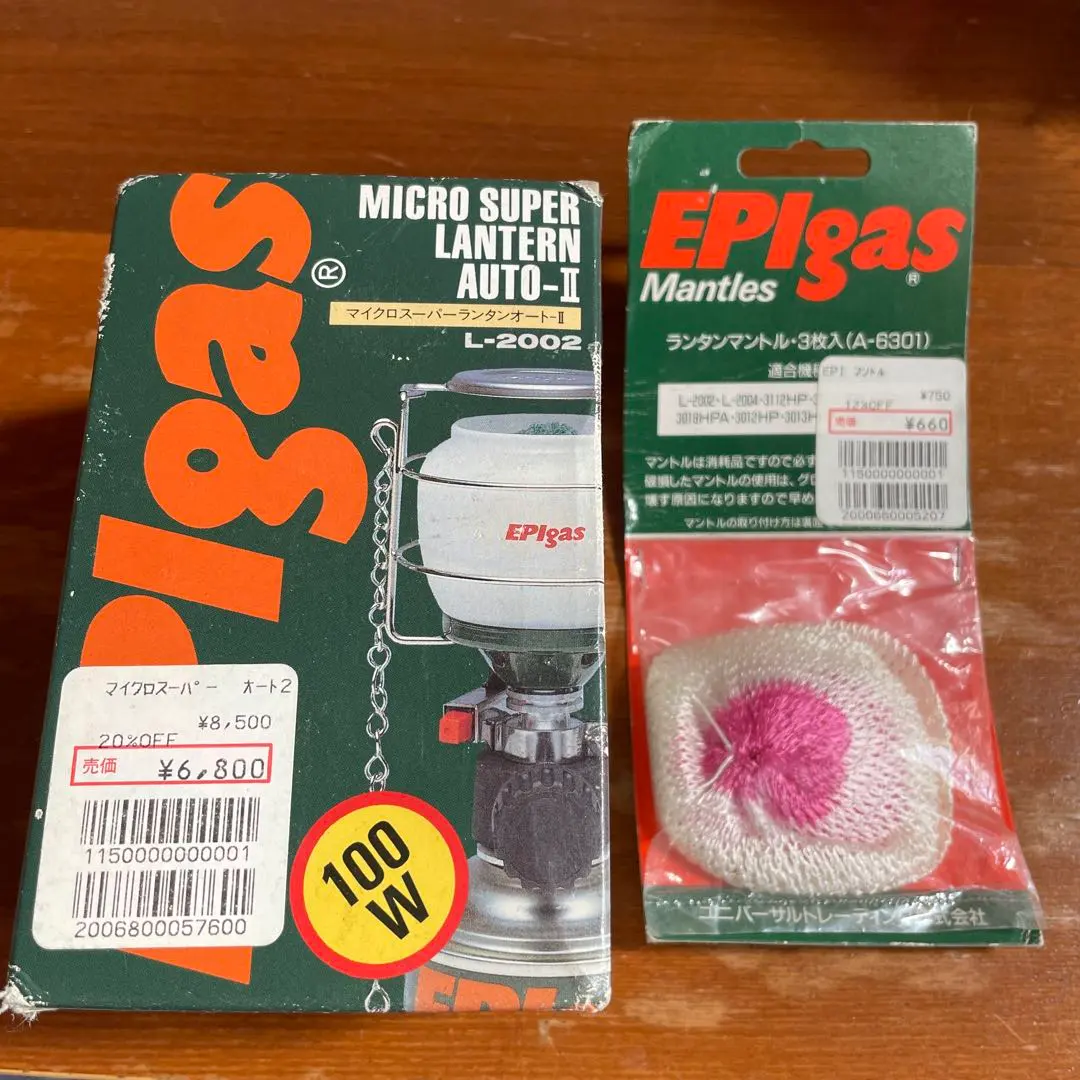 EPIgas®
MICRO SUPER
LANTERN
AUTO-II
マイクロスーパーランタンオート-II
L-2002
EPIgas
マイクロスーパー オート2
¥8,500
20%OFF
売価 ¥6,800
1150000000001
2006800057600
100
W
EPI
EPIgas®
Mantles
ランタンマントル・3枚入(A-6301)
適合機種
L-2002・L-2004・3112HP・
3018HPA・3012HP・3013H
EPI マントル
¥750
12%OFF
売価 ¥660
1150000000001
2000660005207
マントルは消耗品ですので必ず
破損したマントルの使用は、グロ
壊す原因になりますので早め
マントルの取り付け方は裏面
ユニバーサルトレーディング株式会社